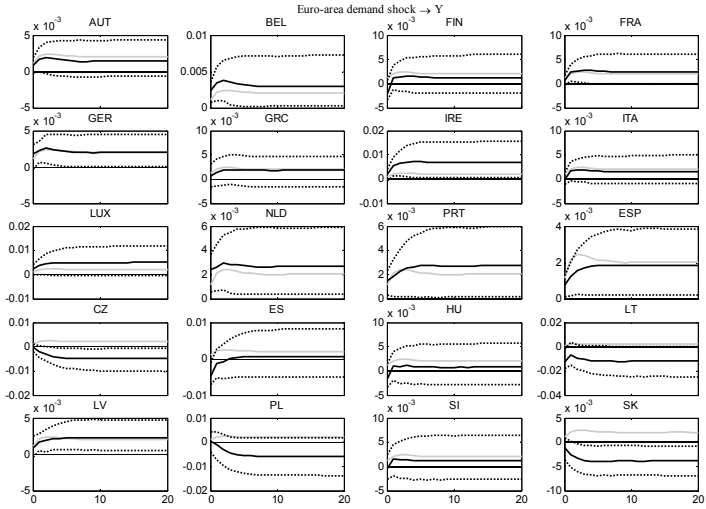 Euro-area demand shock → Y
AUT
x 10⁻³
5
0
-5
BEL
0.01
0.005
0
FIN
x 10⁻³
10
5
0
-5
FRA
x 10⁻³
10
5
0
-5
GER
x 10⁻³
5
0
-5
GRC
x 10⁻³
10
5
0
-5
IRE
0.02
0.01
0
-0.01
ITA
x 10⁻³
10
5
0
-5
LUX
0.02
0.01
0
-0.01
NLD
x 10⁻³
6
4
2
0
PRT
x 10⁻³
6
4
2
0
ESP
x 10⁻³
4
2
0
CZ
0.01
0
-0.01
-0.02
ES
0.01
0
-0.01
HU
x 10⁻³
10
5
0
-5
LT
0.02
0
-0.02
-0.04
LV
x 10⁻³
5
0
-5
0 10 20
PL
0.01
0
-0.01
-0.02
0 10 20
SI
x 10⁻³
10
5
0
-5
0 10 20
SK
x 10⁻³
5
0
-5
-10
0 10 20